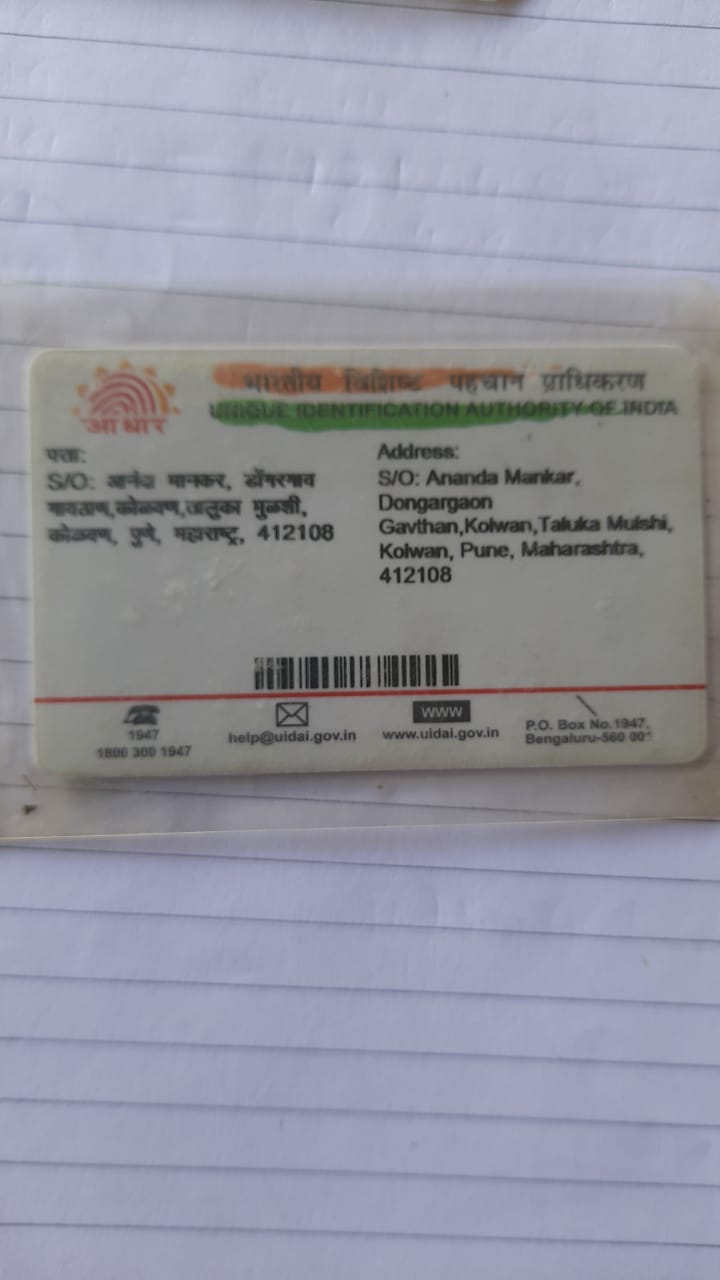 भारतीय विशिष्ट पहचान प्राधिकरण
UNIQUE IDENTIFICATION AUTHORITY OF INDIA
आधार
पत्ता:
S/O: आनंदा मानकर, डोंगरगाव
गावठाण,कोळवण,तालुका मुळशी,
कोळवण, पुणे, महाराष्ट्र, 412108
Address:
S/O: Ananda Mankar,
Dongargaon
Gavthan,Kolwan,Taluka Mulshi,
Kolwan, Pune, Maharashtra,
412108
1947
1800 300 1947
help@uidai.gov.in
WWW
www.uidai.gov.in
P.O. Box No.1947,
Bengaluru-560 001